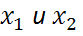 x₁ и x₂